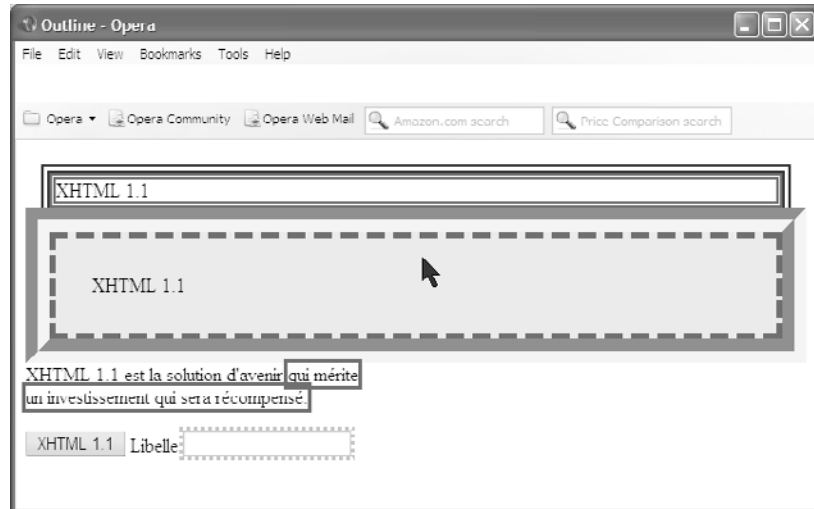 Outline - Opera
File Edit View Bookmarks Tools Help
Opera Opera Community Opera Web Mail Amazon.com search Price Comparison search
XHTML 1.1
XHTML 1.1
XHTML 1.1 est la solution d'avenir qui mérite
un investissement qui sera récompensé.
XHTML 1.1 Libelle